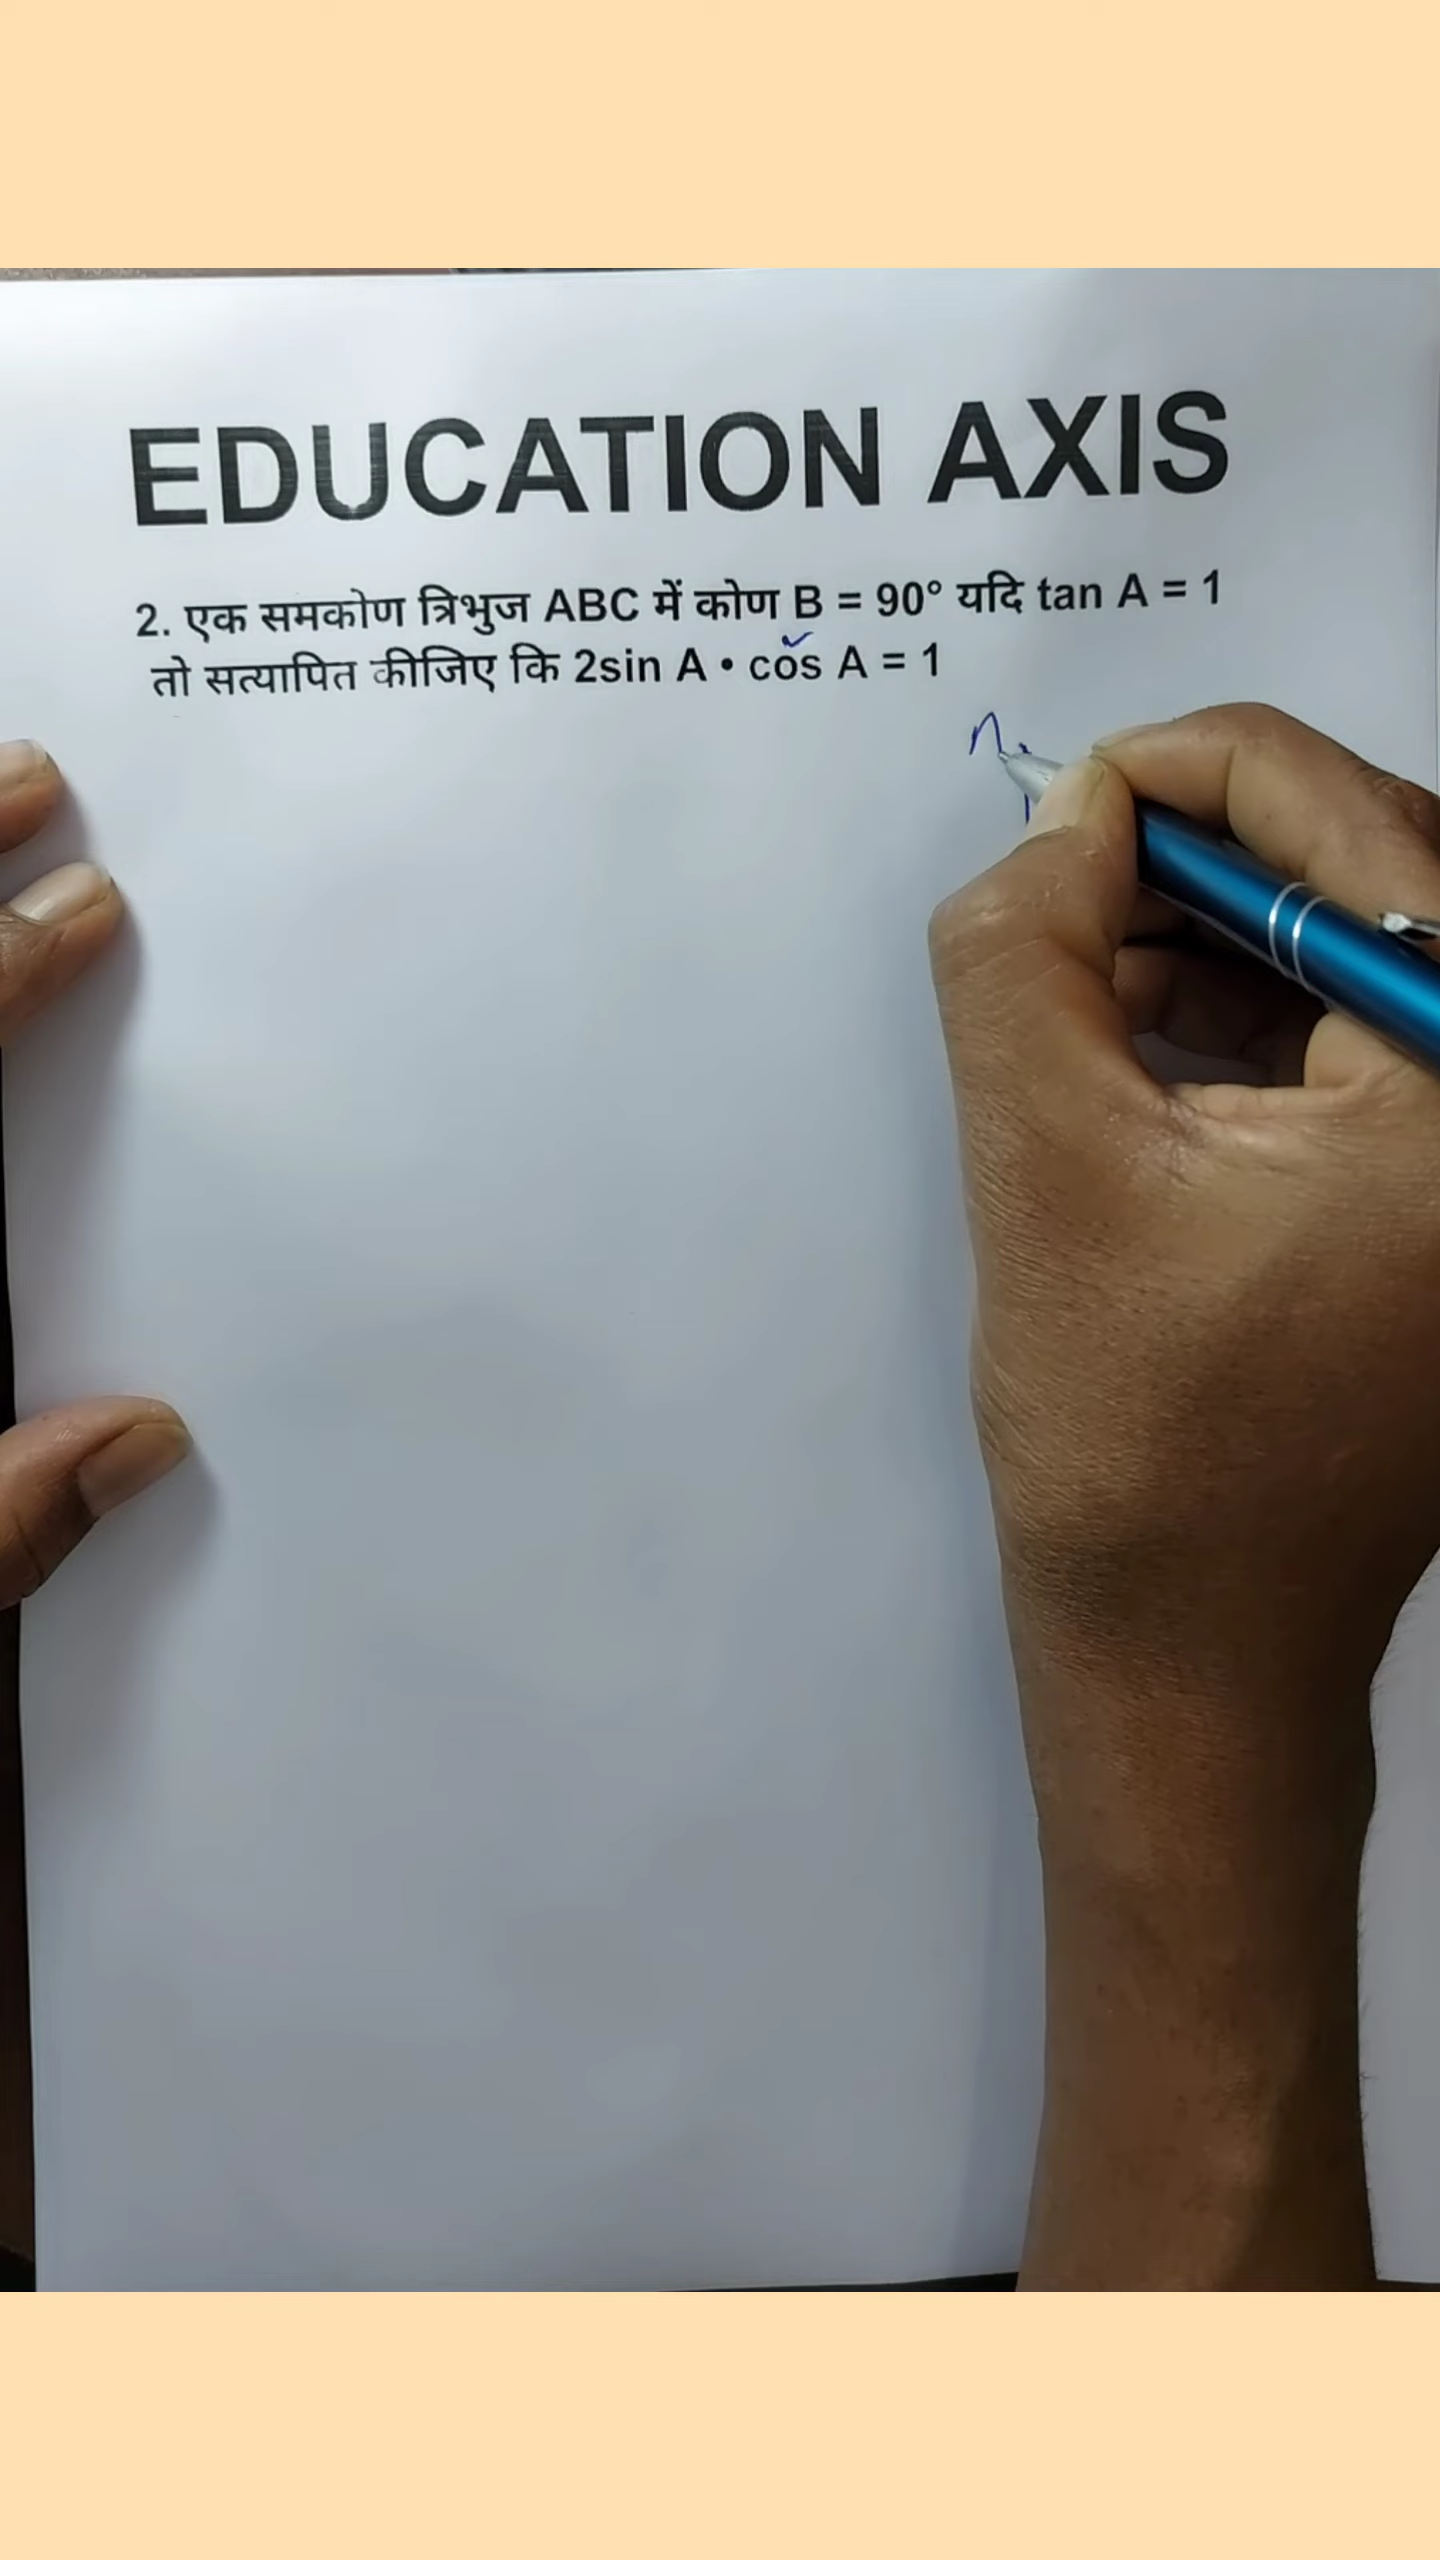 EDUCATION AXIS
2. एक समकोण त्रिभुज ABC में कोण B = 90° यदि tan A = 1
तो सत्यापित कीजिए कि 2sin A • cos A = 1